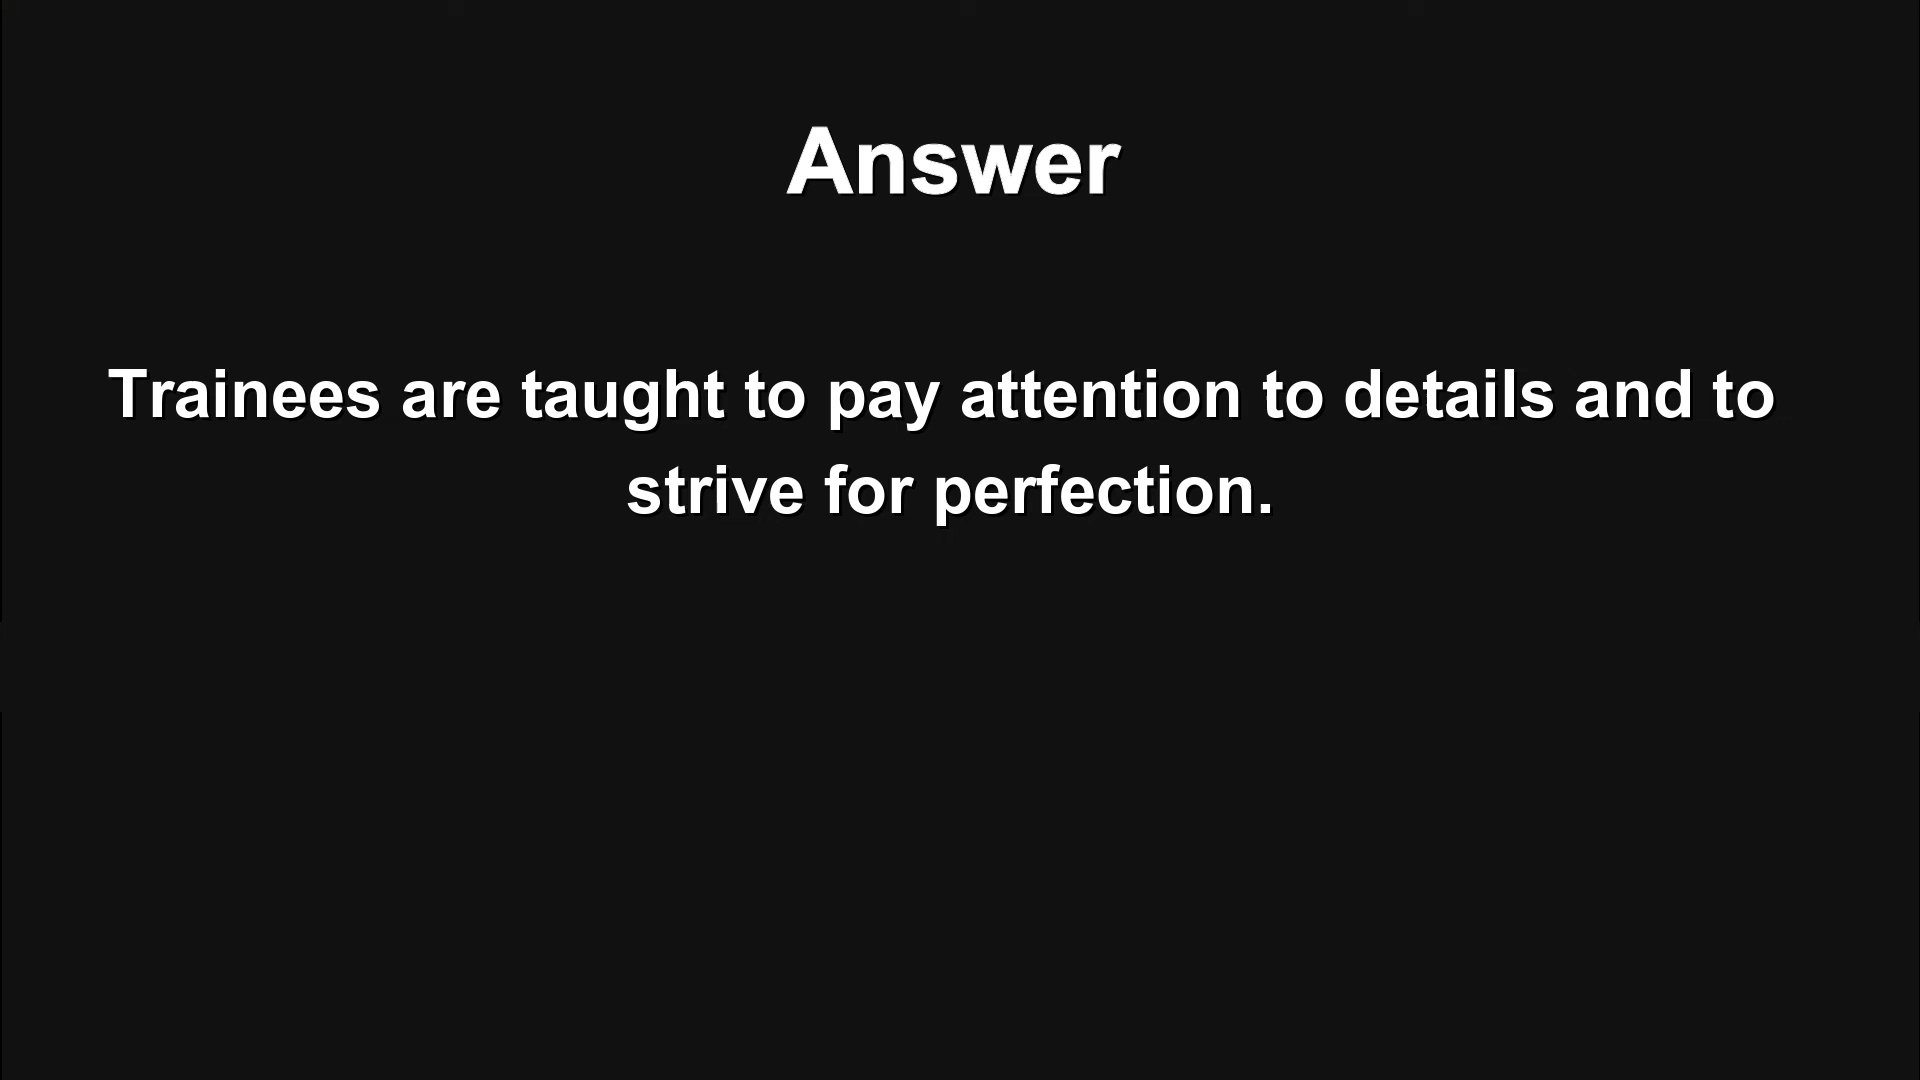 Answer
Trainees are taught to pay attention to details and to
strive for perfection.